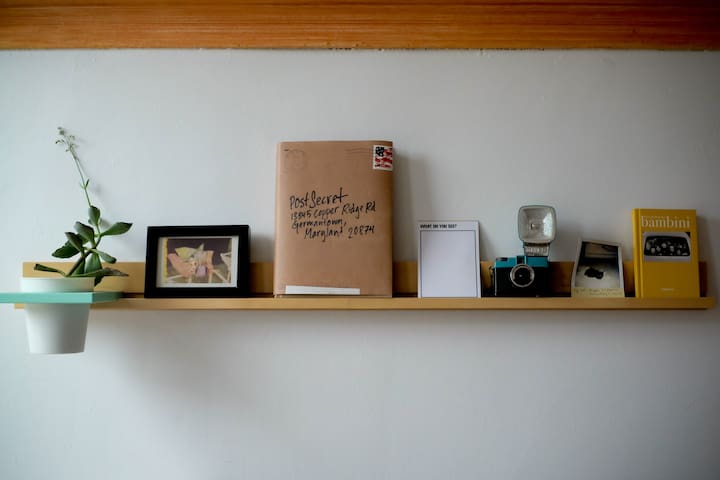 PostSecret
13345 Copper Ridge Rd
Germantown,
Maryland 20874
WHAT DO YOU SEE?
bambini